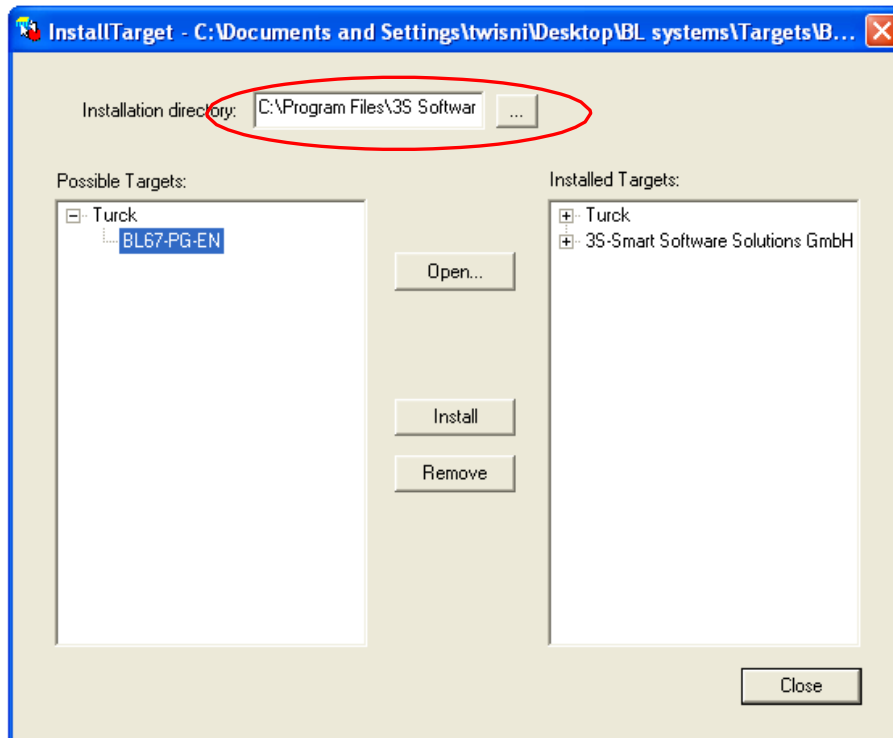 InstallTarget - C:\Documents and Settings\twisni\Desktop\BL systems\Targets\B...
Installation directory: C:\Program Files\3S Softwar ...
Possible Targets:
Turck
BL67-PG-EN
Open...
Install
Remove
Installed Targets:
Turck
3S-Smart Software Solutions GmbH
Close